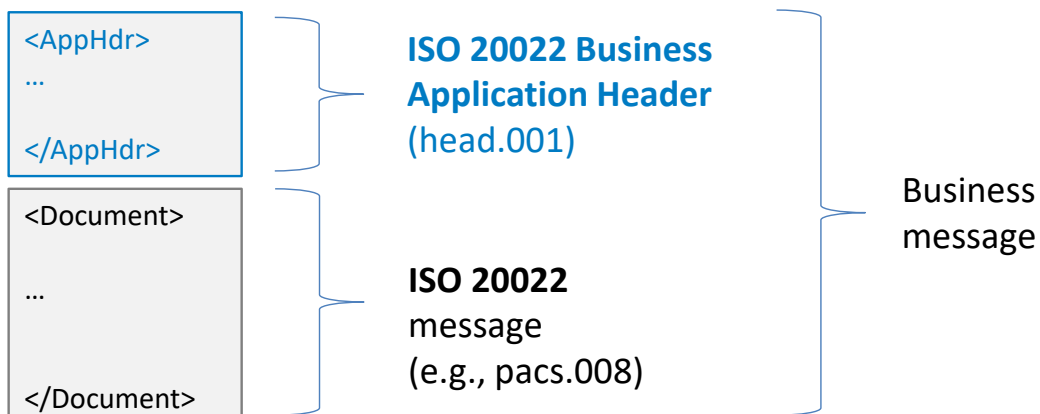 <AppHdr>
…
</AppHdr>
ISO 20022 Business
Application Header
(head.001)
<Document>
…
</Document>
ISO 20022
message
(e.g., pacs.008)
Business
message